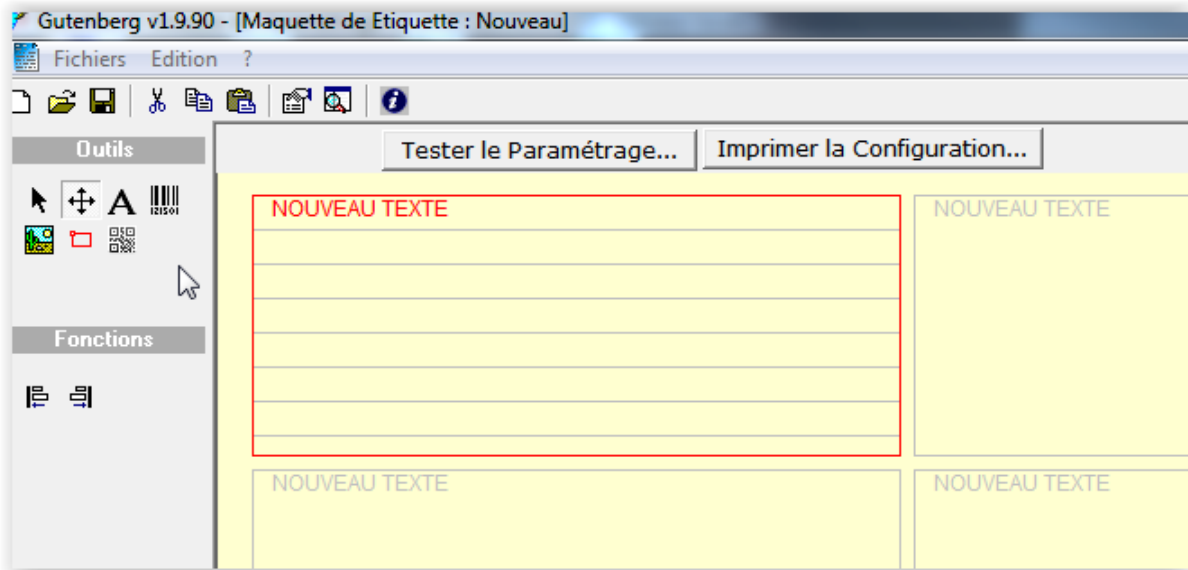 Gutenberg v1.9.90 - [Maquette de Etiquette : Nouveau]
Fichiers Edition ?
Outils
Tester le Paramétrage... Imprimer la Configuration...
A
121501
NOUVEAU TEXTE NOUVEAU TEXTE
Fonctions
NOUVEAU TEXTE NOUVEAU TEXTE